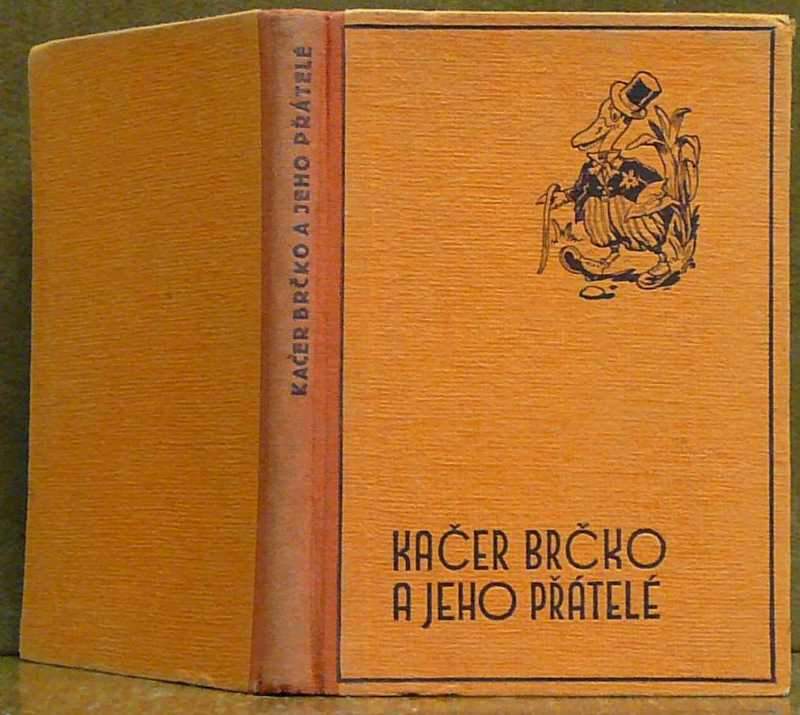 KAČER BRČKO A JEHO PŘÁTELÉ
KAČER BRČKO
A JEHO PŘÁTELÉ